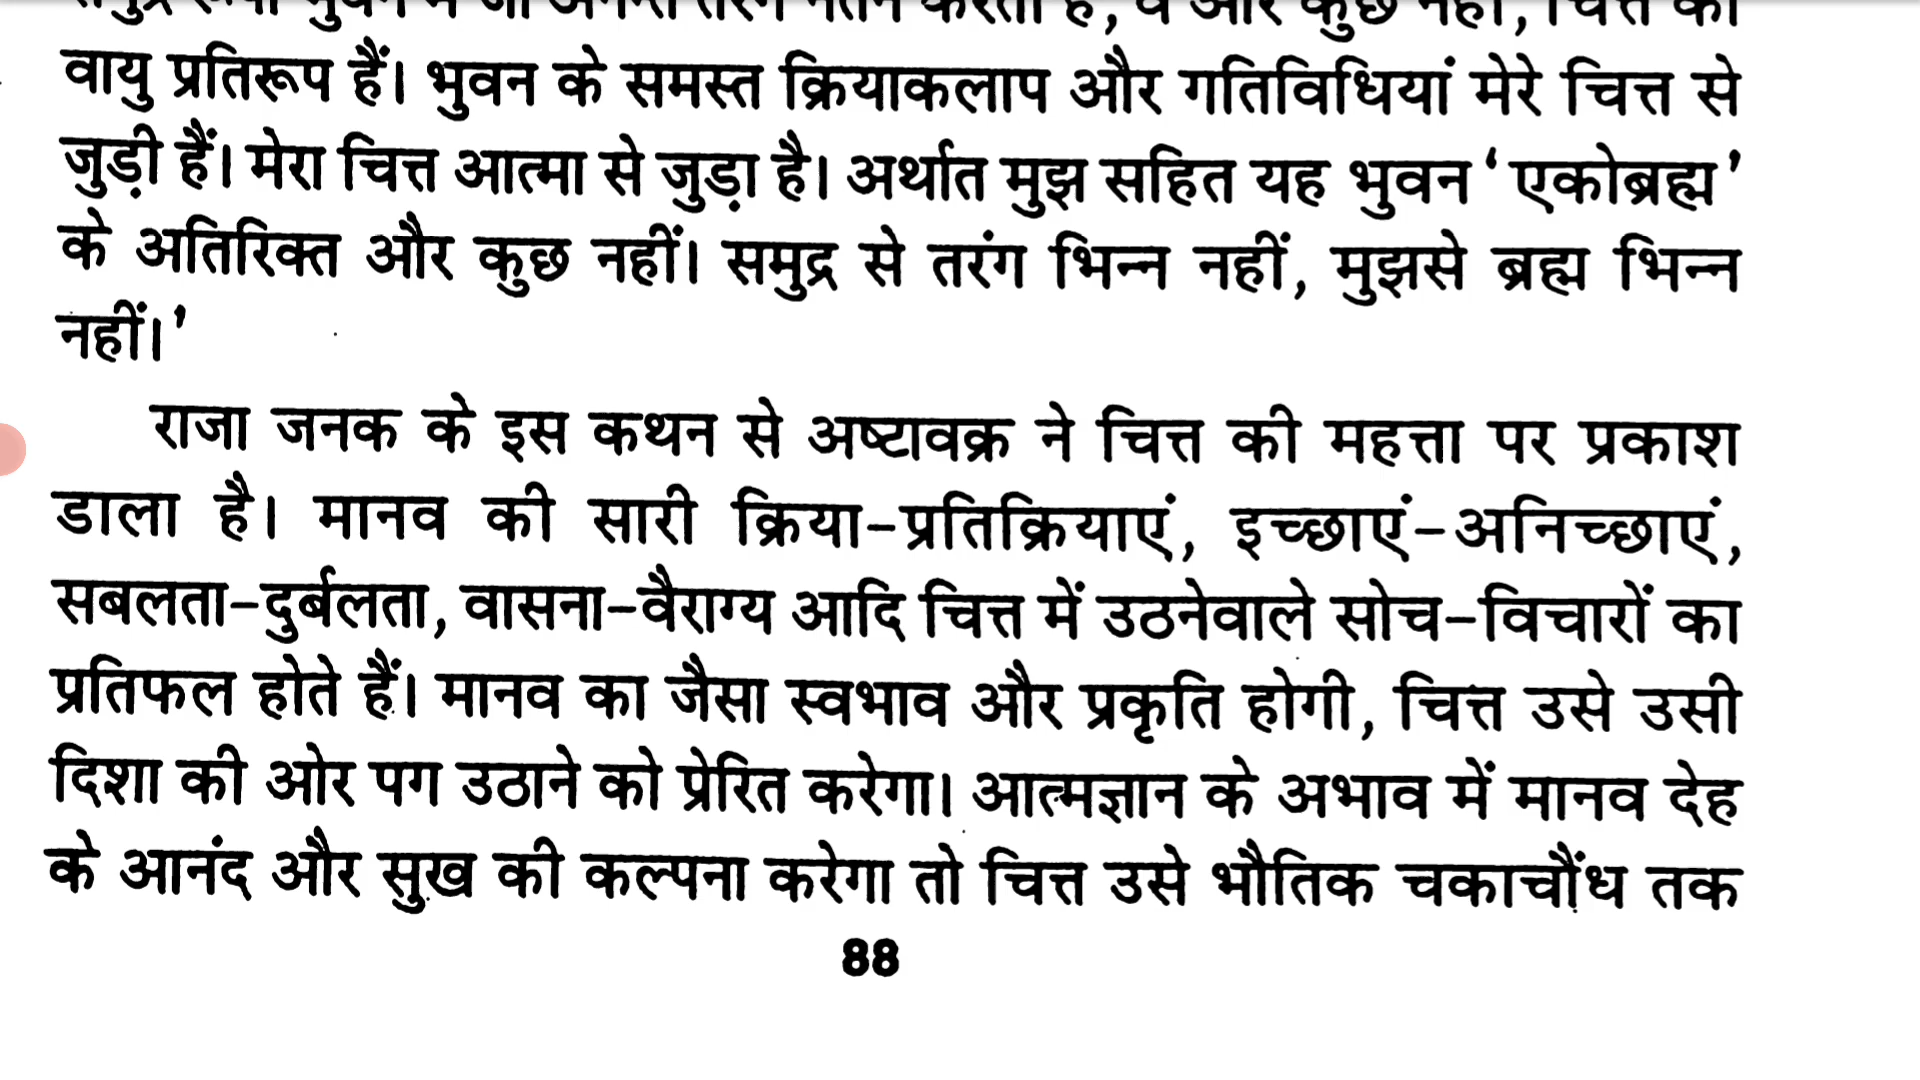 वायु प्रतिरूप हैं। भुवन के समस्त क्रियाकलाप और गतिविधियां मेरे चित्त से
जुड़ी हैं। मेरा चित्त आत्मा से जुड़ा है। अर्थात मुझ सहित यह भुवन ‘एकोब्रह्म’
के अतिरिक्त और कुछ नहीं। समुद्र से तरंग भिन्न नहीं, मुझसे ब्रह्म भिन्न
नहीं।’
राजा जनक के इस कथन से अष्टावक्र ने चित्त की महत्ता पर प्रकाश
डाला है। मानव की सारी क्रिया-प्रतिक्रियाएं, इच्छाएं-अनिच्छाएं,
सबलता-दुर्बलता, वासना-वैराग्य आदि चित्त में उठनेवाले सोच-विचारों का
प्रतिफल होते हैं। मानव का जैसा स्वभाव और प्रकृति होगी, चित्त उसे उसी
दिशा की ओर पग उठाने को प्रेरित करेगा। आत्मज्ञान के अभाव में मानव देह
के आनंद और सुख की कल्पना करेगा तो चित्त उसे भौतिक चकाचौंध तक
88